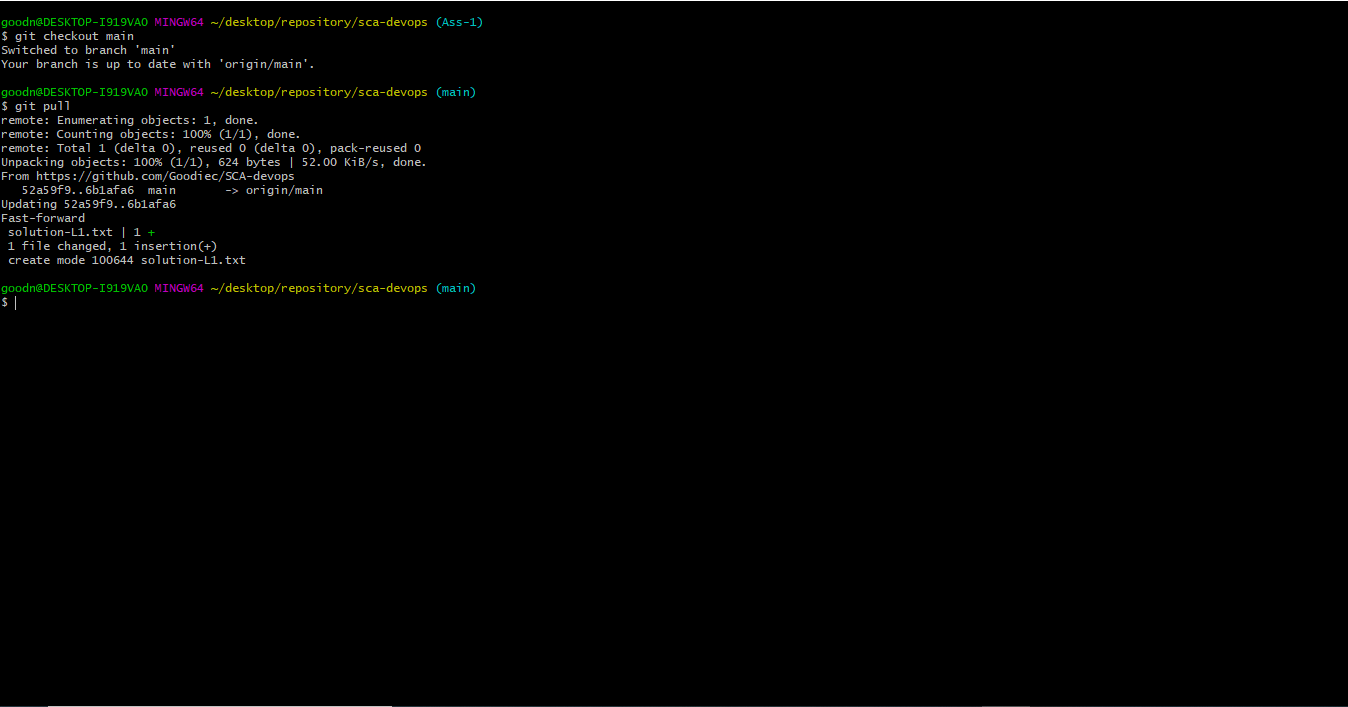 goodn@DESKTOP-I919VAO MINGW64 ~/desktop/repository/sca-devops (Ass-1)
$ git checkout main
Switched to branch 'main'
Your branch is up to date with 'origin/main'.
goodn@DESKTOP-I919VAO MINGW64 ~/desktop/repository/sca-devops (main)
$ git pull
remote: Enumerating objects: 1, done.
remote: Counting objects: 100% (1/1), done.
remote: Total 1 (delta 0), reused 0 (delta 0), pack-reused 0
Unpacking objects: 100% (1/1), 624 bytes | 52.00 KiB/s, done.
From https://github.com/Goodiec/SCA-devops
   52a59f9..6b1afa6  main       -> origin/main
Updating 52a59f9..6b1afa6
Fast-forward
 solution-L1.txt | 1 +
 1 file changed, 1 insertion(+)
 create mode 100644 solution-L1.txt
goodn@DESKTOP-I919VAO MINGW64 ~/desktop/repository/sca-devops (main)
$